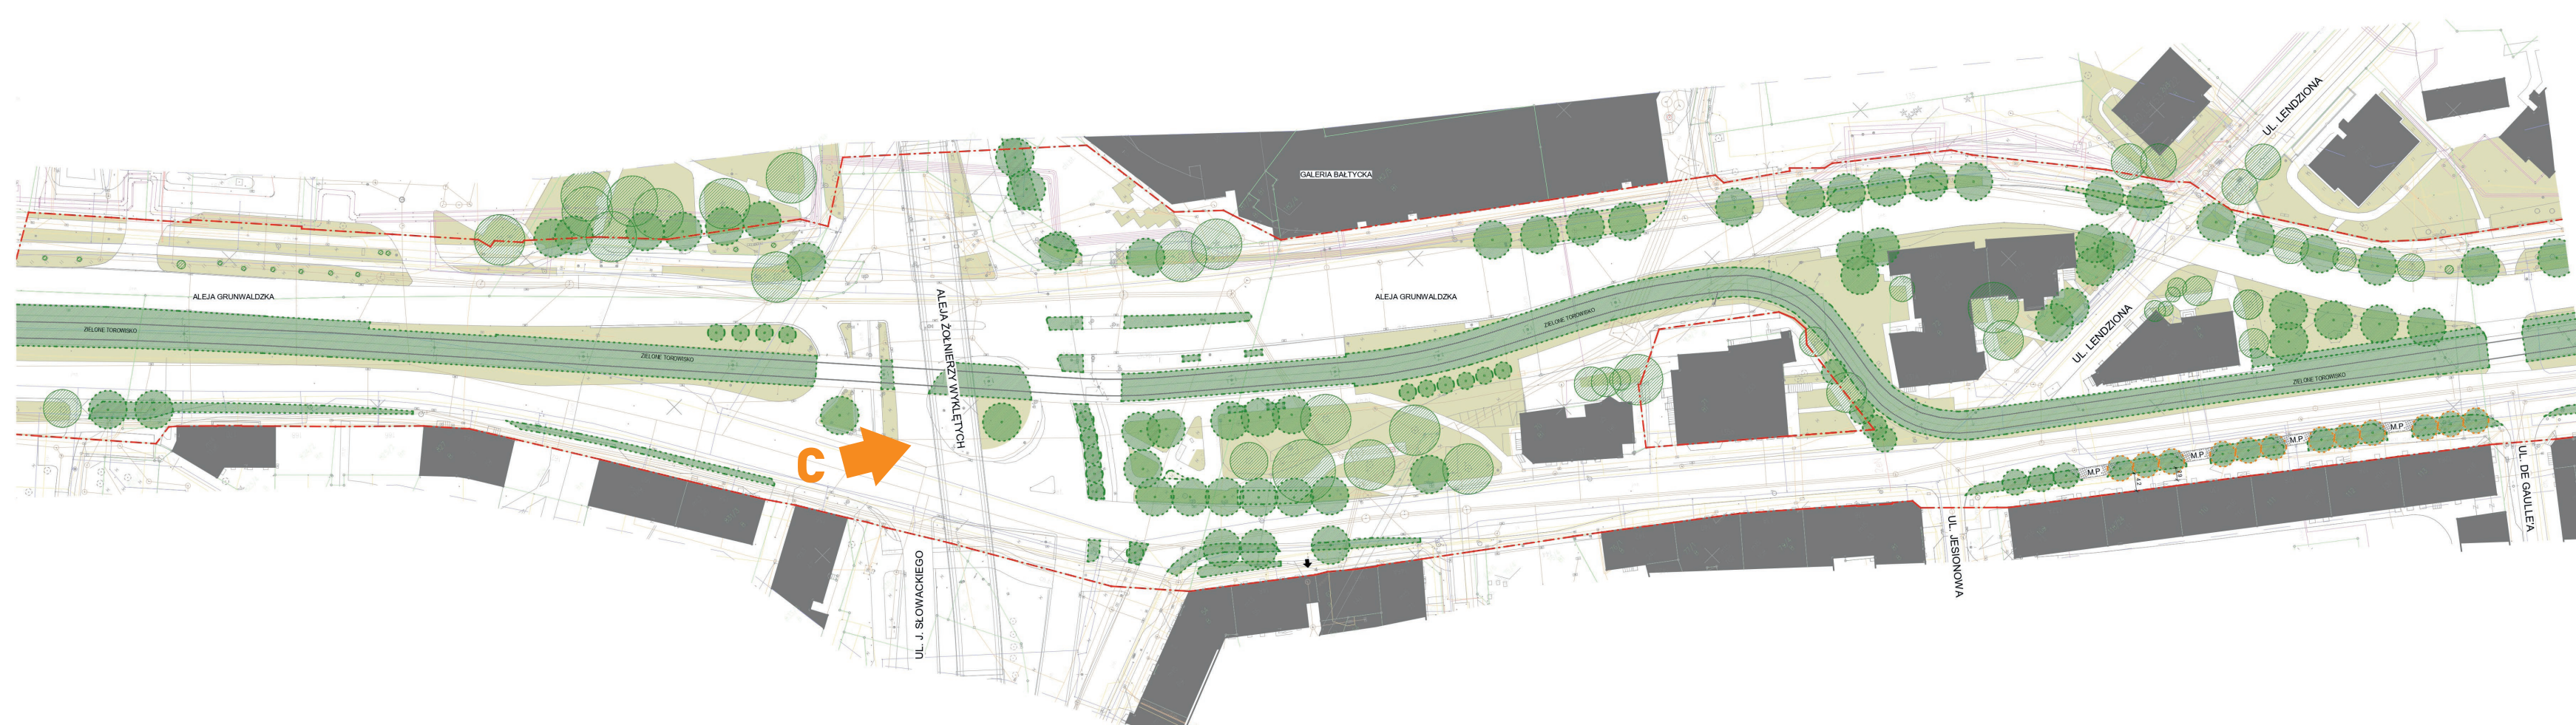 UL. LENDZIONA
GALERIA BAŁTYCKA
ALEJA GRUNWALDZKA
ALEJA GRUNWALDZKA
ZIELONE TOROWISKO
ZIELONE TOROWISKO
ZIELONE TOROWISKO
ZIELONE TOROWISKO
ALEJA ŻOŁNIERZY WYKLĘTYCH
UL. LENDZIONA
C
M.P.
M.P.
M.P.
M.P.
UL. DE GAULLE'A
UL. JESIONOWA
UL. J. SŁOWACKIEGO